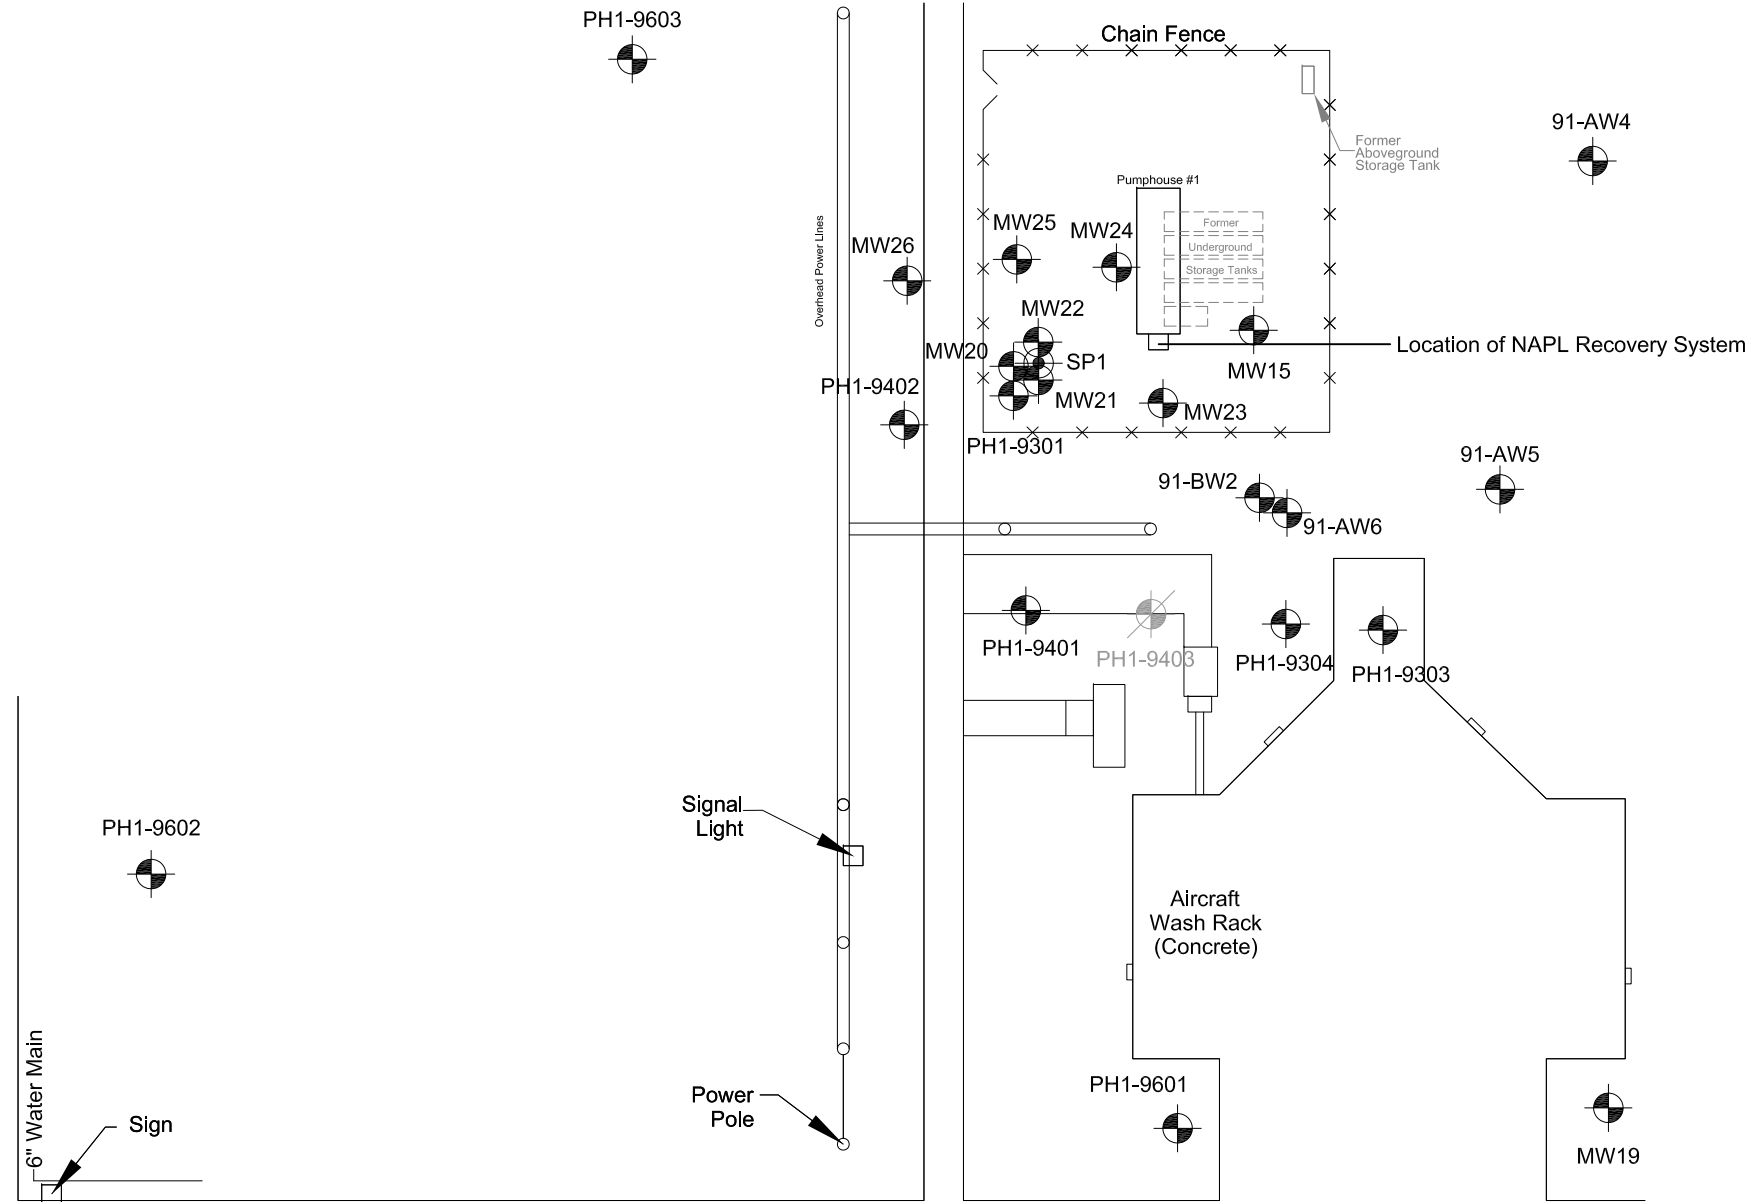 PH1-9603
Chain Fence
91-AW4
Former
Aboveground
Storage Tank
Pumphouse #1
Overhead Power Lines
MW26
MW25
MW24
Former
Underground
Storage Tanks
MW22
MW20
SP1
Location of NAPL Recovery System
MW15
PH1-9402
MW21
MW23
PH1-9301
91-AW5
91-BW2
91-AW6
PH1-9401
PH1-9403
PH1-9304
PH1-9303
Signal
Light
PH1-9602
Aircraft
Wash Rack
(Concrete)
6" Water Main
Sign
Power
Pole
PH1-9601
MW19